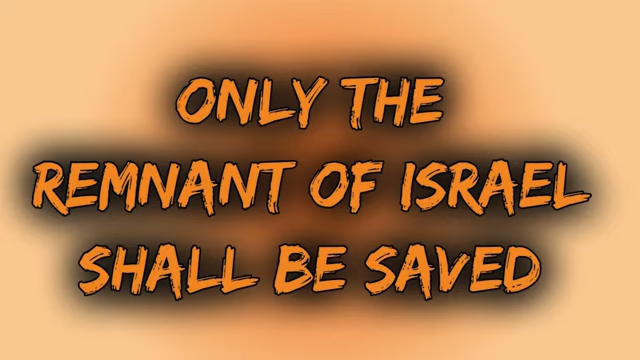 ONLY THE
REMNANT OF ISRAEL
SHALL BE SAVED